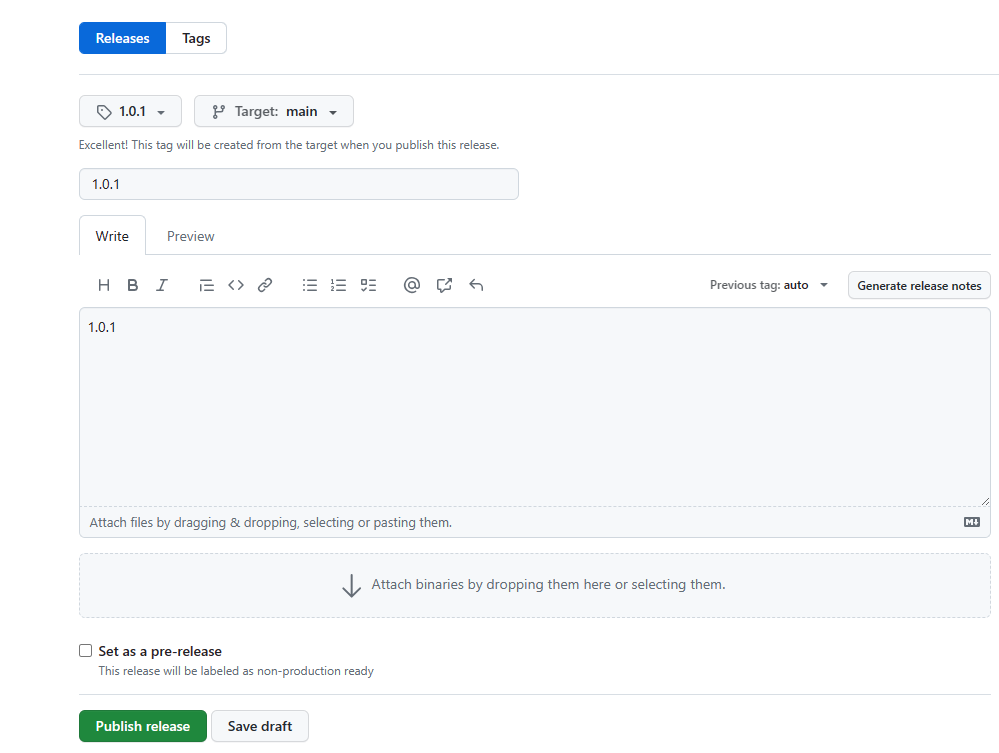 Releases Tags
1.0.1 Target: main
Excellent! This tag will be created from the target when you publish this release.
1.0.1
Write Preview
H B I @ Previous tag: auto Generate release notes
1.0.1
Attach files by dragging & dropping, selecting or pasting them.
Attach binaries by dropping them here or selecting them.
Set as a pre-release
This release will be labeled as non-production ready
Publish release Save draft